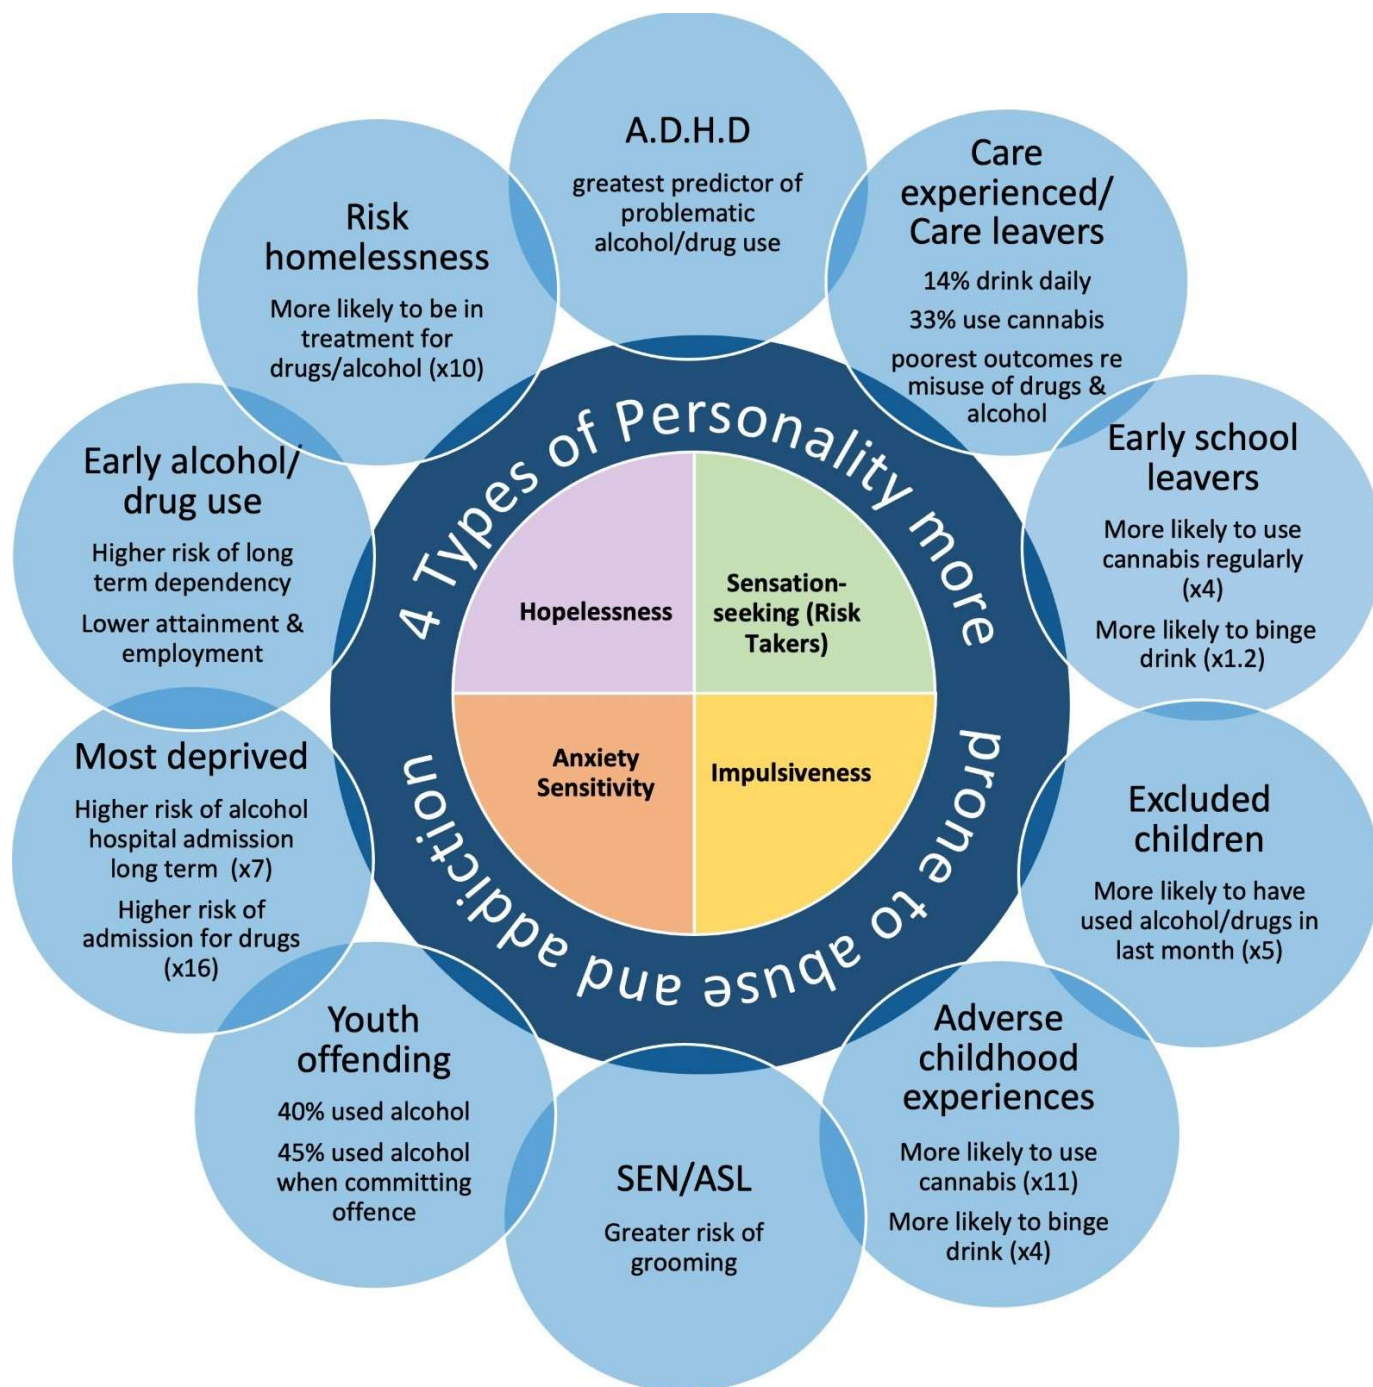 A.D.H.D
greatest predictor of
problematic
alcohol/drug use
Care
experienced/
Care leavers
14% drink daily
33% use cannabis
poorest outcomes re
misuse of drugs &
alcohol
Early school
leavers
More likely to use
cannabis regularly
(x4)
More likely to binge
drink (x1.2)
Excluded
children
More likely to have
used alcohol/drugs in
last month (x5)
Adverse
childhood
experiences
More likely to use
cannabis (x11)
More likely to binge
drink (x4)
SEN/ASL
Greater risk of
grooming
Youth
offending
40% used alcohol
45% used alcohol
when committing
offence
Most deprived
Higher risk of alcohol
hospital admission
long term (x7)
Higher risk of
admission for drugs
(x16)
Early alcohol/
drug use
Higher risk of long
term dependency
Lower attainment &
employment
Risk
homelessness
More likely to be in
treatment for
drugs/alcohol (x10)
4 Types of Personality more
prone to abuse and addiction
Hopelessness
Sensation-
seeking (Risk
Takers)
Anxiety
Sensitivity
Impulsiveness